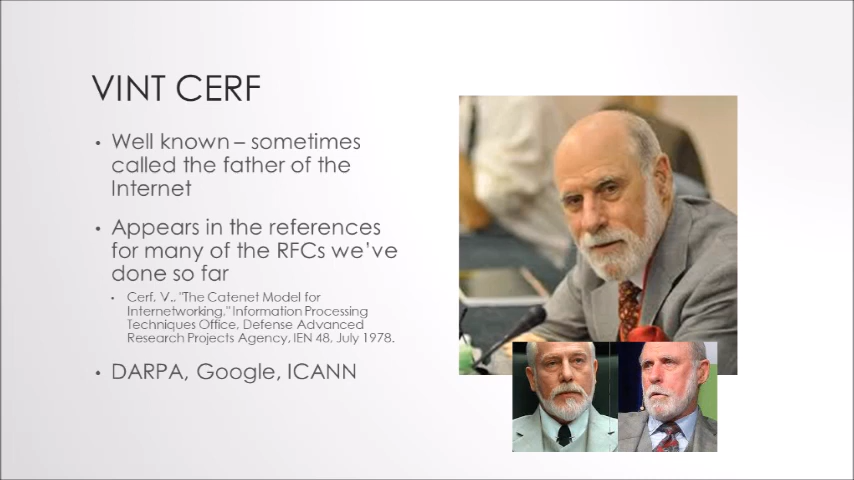 VINT CERF
• Well known – sometimes
called the father of the
Internet
• Appears in the references
for many of the RFCs we've
done so far
• Cerf, V., "The Catenet Model for
Internetworking," Information Processing
Techniques Office, Defense Advanced
Research Projects Agency, IEN 48, July 1978.
• DARPA, Google, ICANN